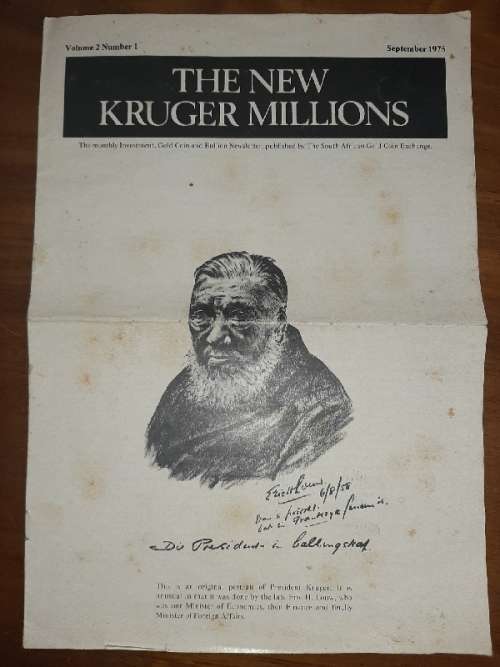 Volume 2 Number 1
September 1975
THE NEW
KRUGER MILLIONS
The monthly Investment, Gold Coin and Bullion Newsletter, published by The South African Gold Coin Exchange.
Eric H Louw
6/8/58
Die President in Ballingskap
This is an original portrait of President Kruger. It is
unusual in that it was done by the late Eric H. Louw, who
was our Minister of Economics, then Finance and finally
Minister of Foreign Affairs.